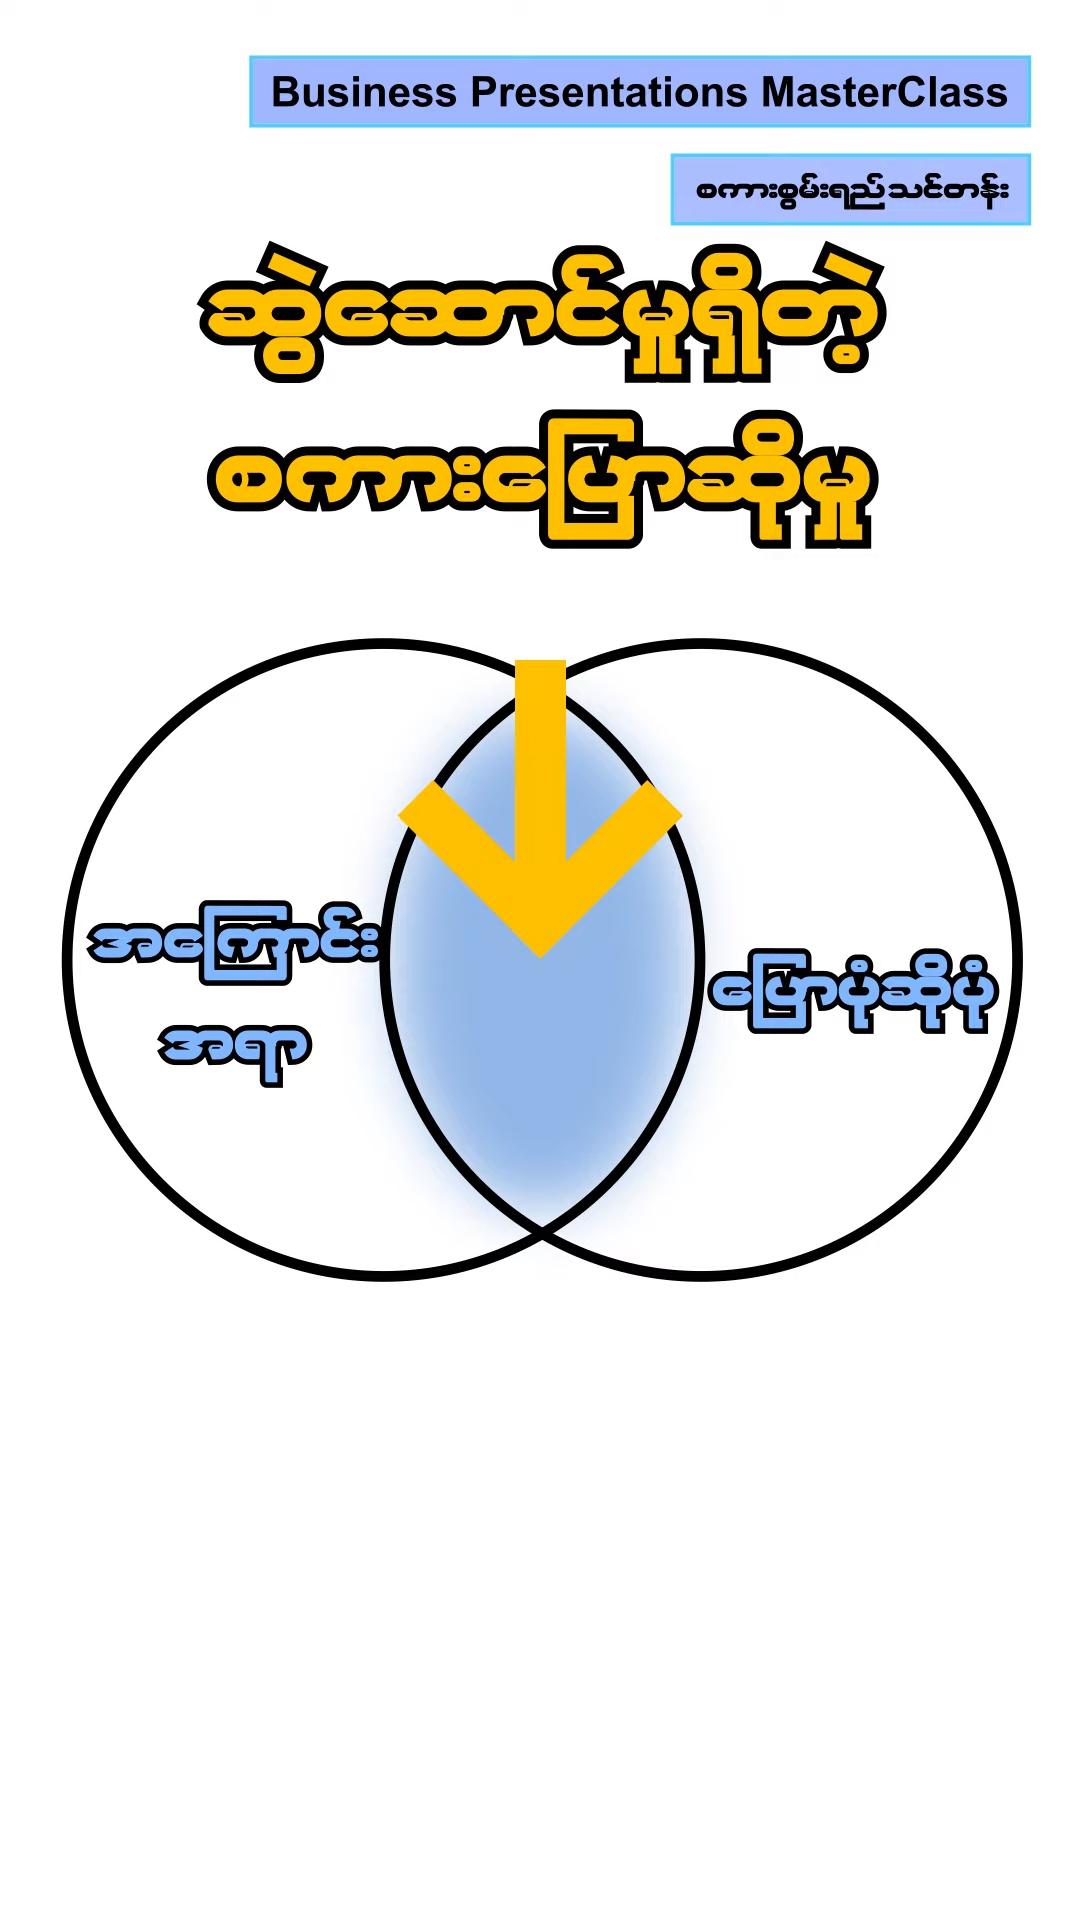 Business Presentations MasterClass
စကားစွမ်းရည်သင်တန်း
ဆွဲဆောင်မှုရှိတဲ့
စကားပြောဆိုမှု
အကြောင်း
အရာ
ပြောပုံဆိုပုံ